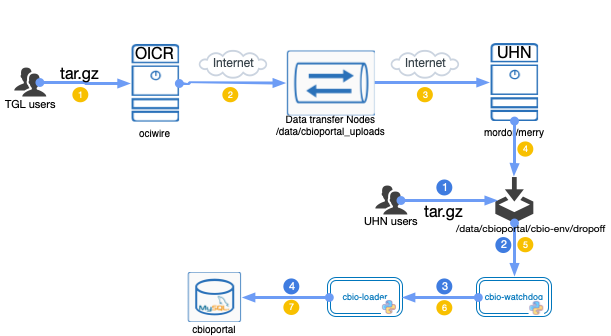 OICR
UHN
tar.gz
Internet
Internet
1
2
3
TGL users
ociwire
Data transfer Nodes
/data/cbioportal_uploads
mordor/merry
4
1
UHN users
tar.gz
/data/cbioportal/cbio-env/dropoff
2
5
4
3
7
6
MySQL
cbio-loader
cbio-watchdog
cbioportal